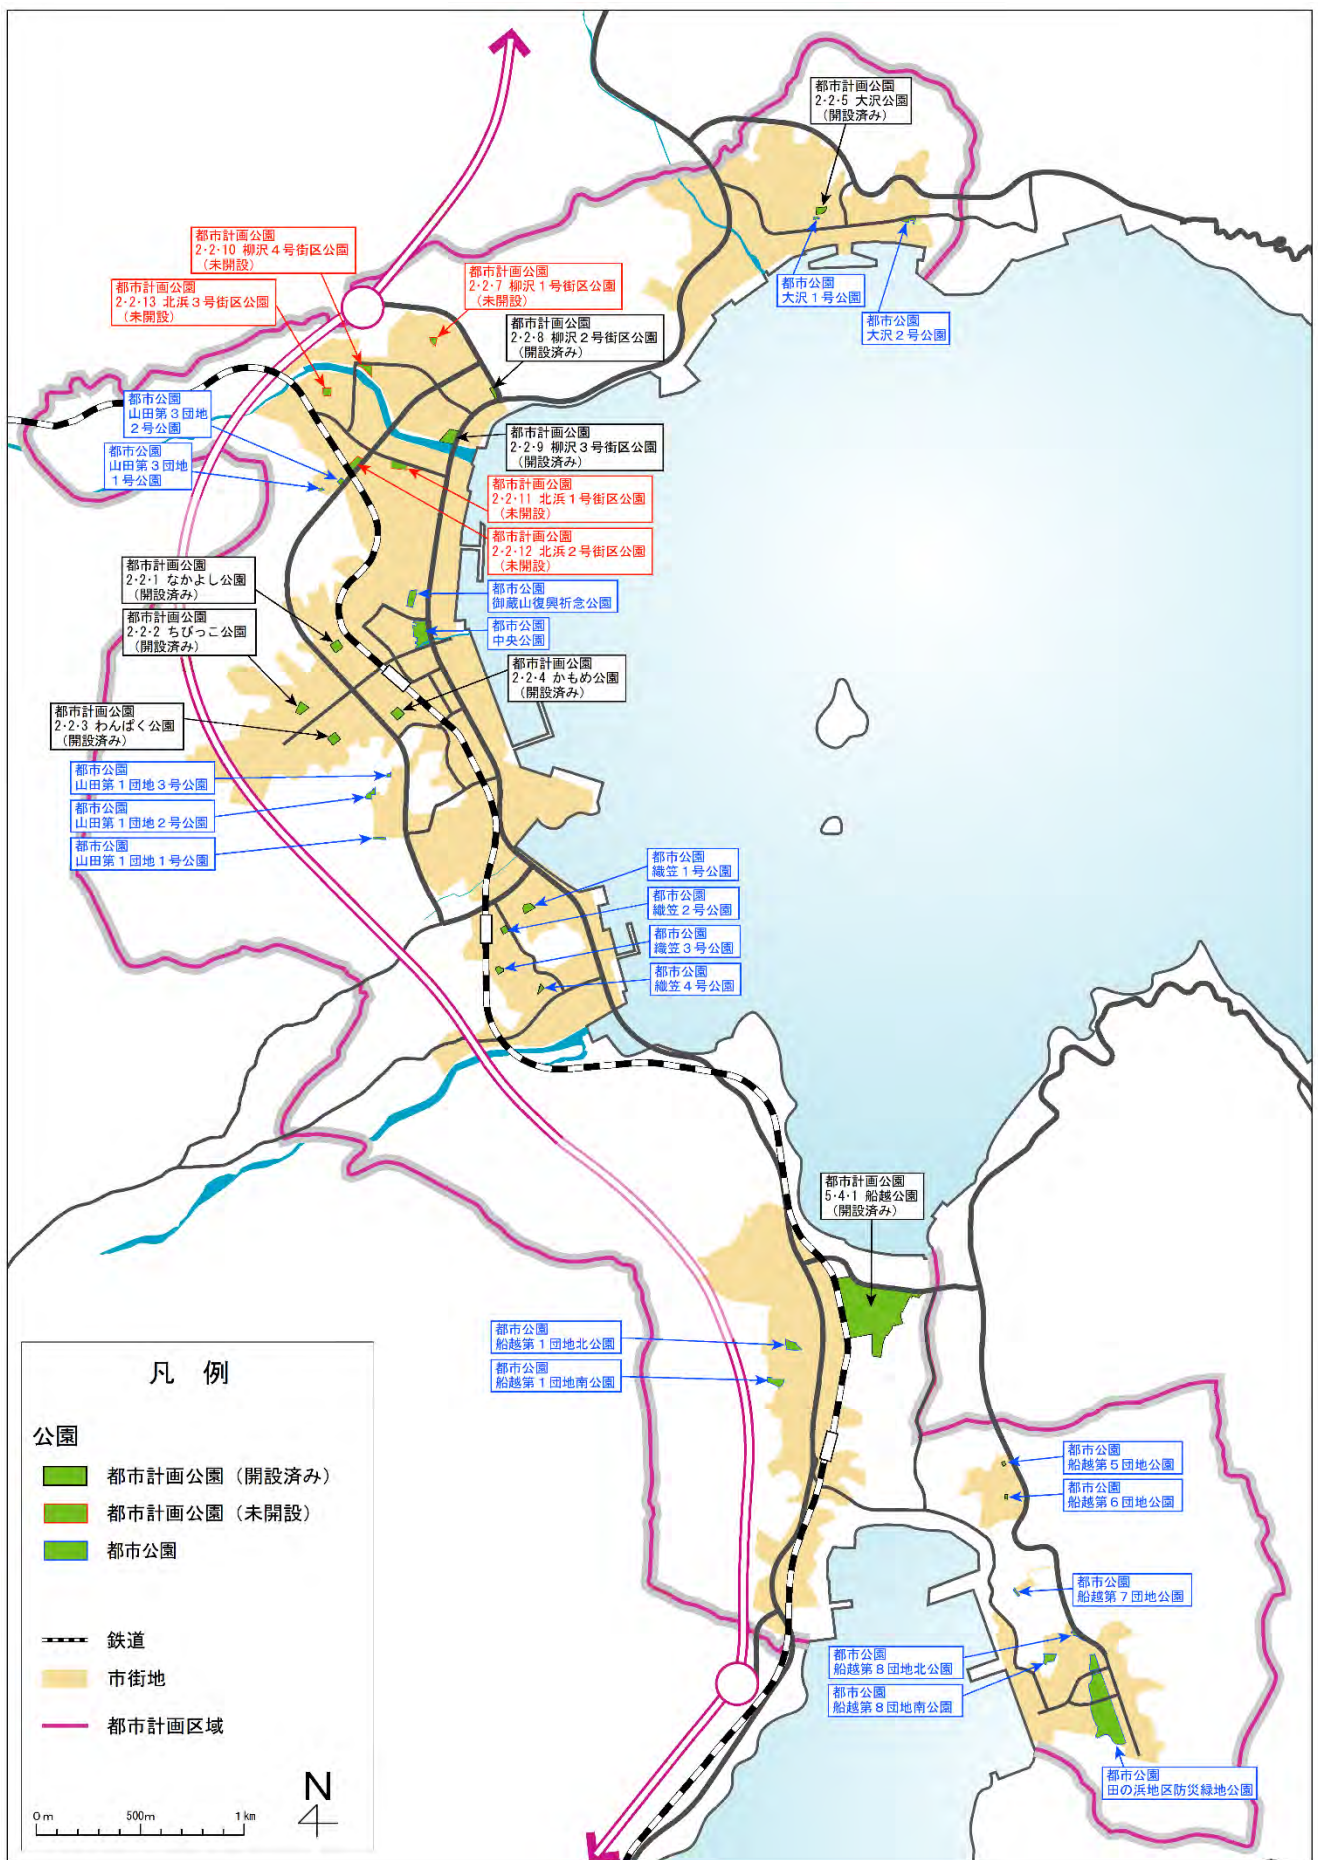 都市計画公園
2・2・5 大沢公園
(開設済み)
都市計画公園
2・2・10 柳沢４号街区公園
(未開設)
都市計画公園
2・2・7 柳沢１号街区公園
(未開設)
都市公園
大沢１号公園
都市計画公園
2・2・13 北浜３号街区公園
(未開設)
都市公園
大沢２号公園
都市計画公園
2・2・8 柳沢２号街区公園
(開設済み)
都市公園
山田第３団地
２号公園
都市計画公園
2・2・9 柳沢３号街区公園
(開設済み)
都市公園
山田第３団地
１号公園
都市計画公園
2・2・11 北浜１号街区公園
(未開設)
都市計画公園
2・2・12 北浜２号街区公園
(未開設)
都市計画公園
2・2・1 なかよし公園
(開設済み)
都市公園
御蔵山復興祈念公園
都市計画公園
2・2・2 ちびっこ公園
(開設済み)
都市公園
中央公園
都市計画公園
2・2・4 かもめ公園
(開設済み)
都市計画公園
2・2・3 わんぱく公園
(開設済み)
都市公園
山田第１団地３号公園
都市公園
山田第１団地２号公園
都市公園
山田第１団地１号公園
都市公園
織笠１号公園
都市公園
織笠２号公園
都市公園
織笠３号公園
都市公園
織笠４号公園
都市計画公園
5・4・1 船越公園
(開設済み)
都市公園
船越第１団地北公園
都市公園
船越第１団地南公園
都市公園
船越第５団地公園
都市公園
船越第６団地公園
都市公園
船越第７団地公園
都市公園
船越第８団地北公園
都市公園
船越第８団地南公園
都市公園
田の浜地区防災緑地公園
凡 例
公園
都市計画公園（開設済み）
都市計画公園（未開設）
都市公園
鉄道
市街地
都市計画区域
N
0m 500m 1km